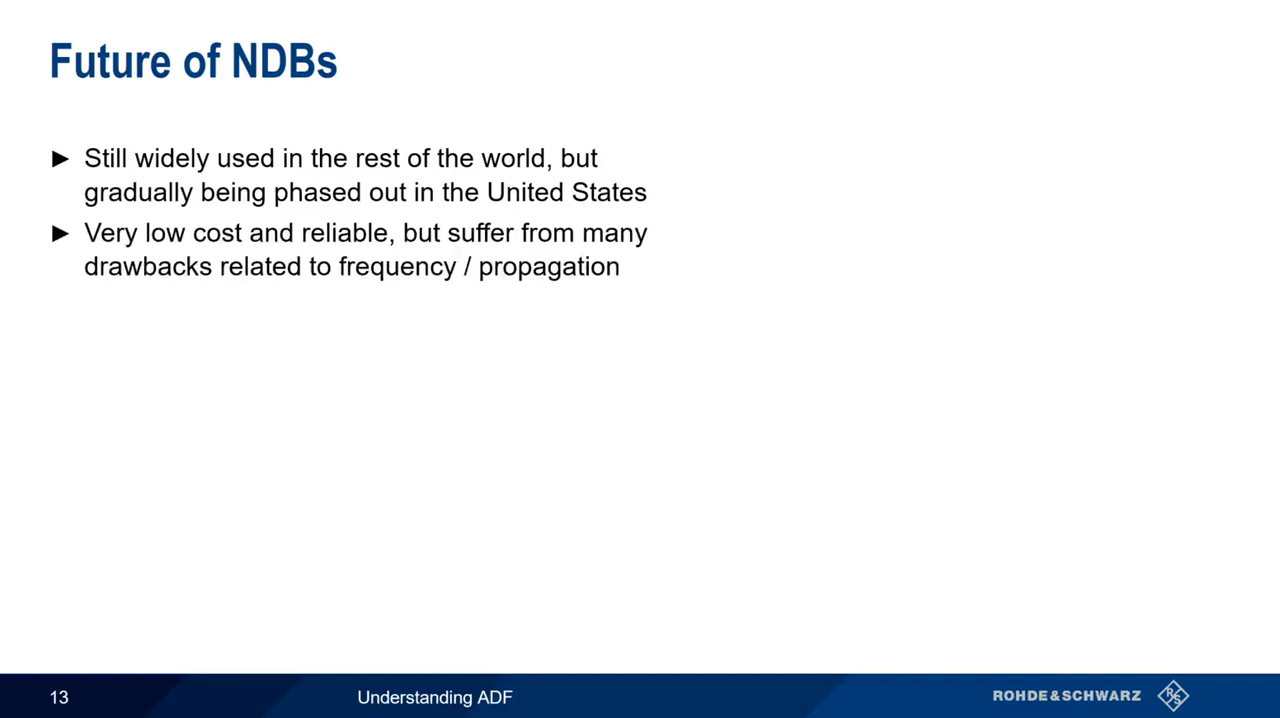 Future of NDBs
► Still widely used in the rest of the world, but
gradually being phased out in the United States
► Very low cost and reliable, but suffer from many
drawbacks related to frequency / propagation
13
Understanding ADF
ROHDE&SCHWARZ
R
S